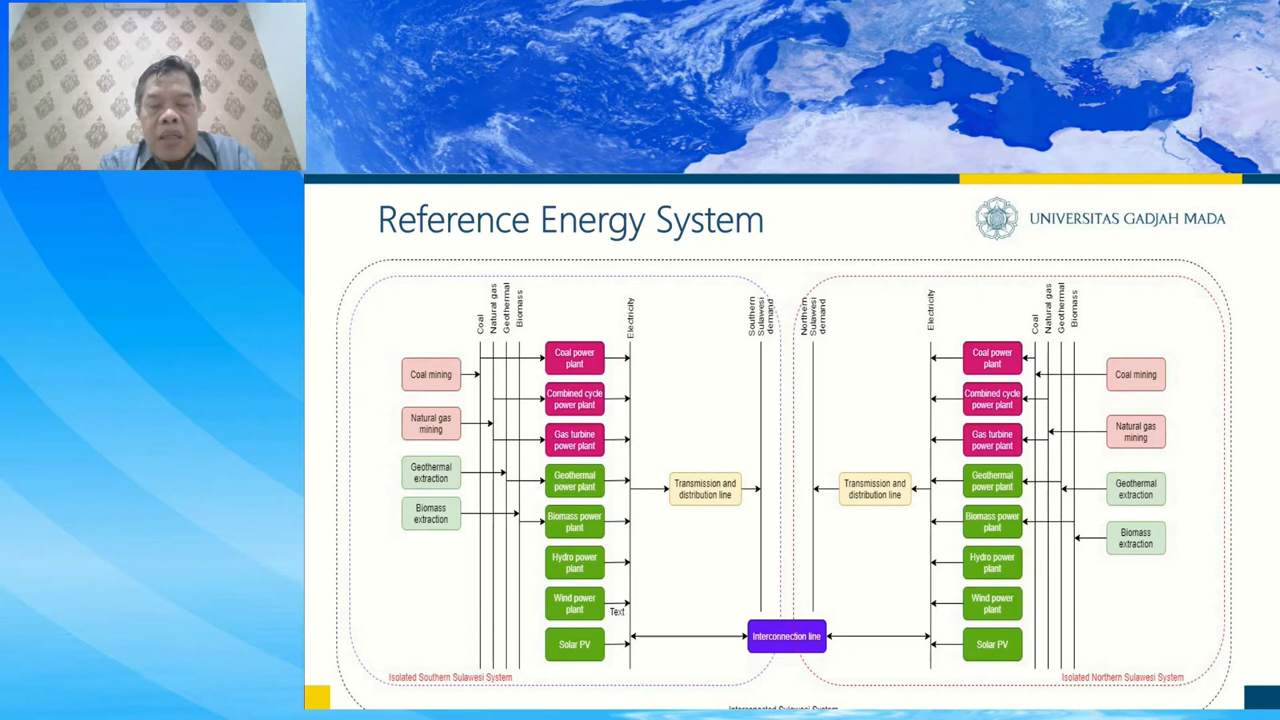 Reference Energy System
UNIVERSITAS GADJAH MADA
Coal
Natural gas
Geothermal
Biomass
Electricity
Southern
Sulawesi
demand
Northern
Sulawesi
demand
Electricity
Coal
Natural gas
Geothermal
Biomass
Coal mining
Natural gas
mining
Geothermal
extraction
Biomass
extraction
Coal power
plant
Combined cycle
power plant
Gas turbine
power plant
Geothermal
power plant
Biomass power
plant
Hydro power
plant
Wind power
plant
Text
Solar PV
Transmission and
distribution line
Interconnection line
Transmission and
distribution line
Coal power
plant
Combined cycle
power plant
Gas turbine
power plant
Geothermal
power plant
Biomass power
plant
Hydro power
plant
Wind power
plant
Solar PV
Coal mining
Natural gas
mining
Geothermal
extraction
Biomass
extraction
Isolated Southern Sulawesi System
Isolated Northern Sulawesi System
Interconnected Sulawesi System